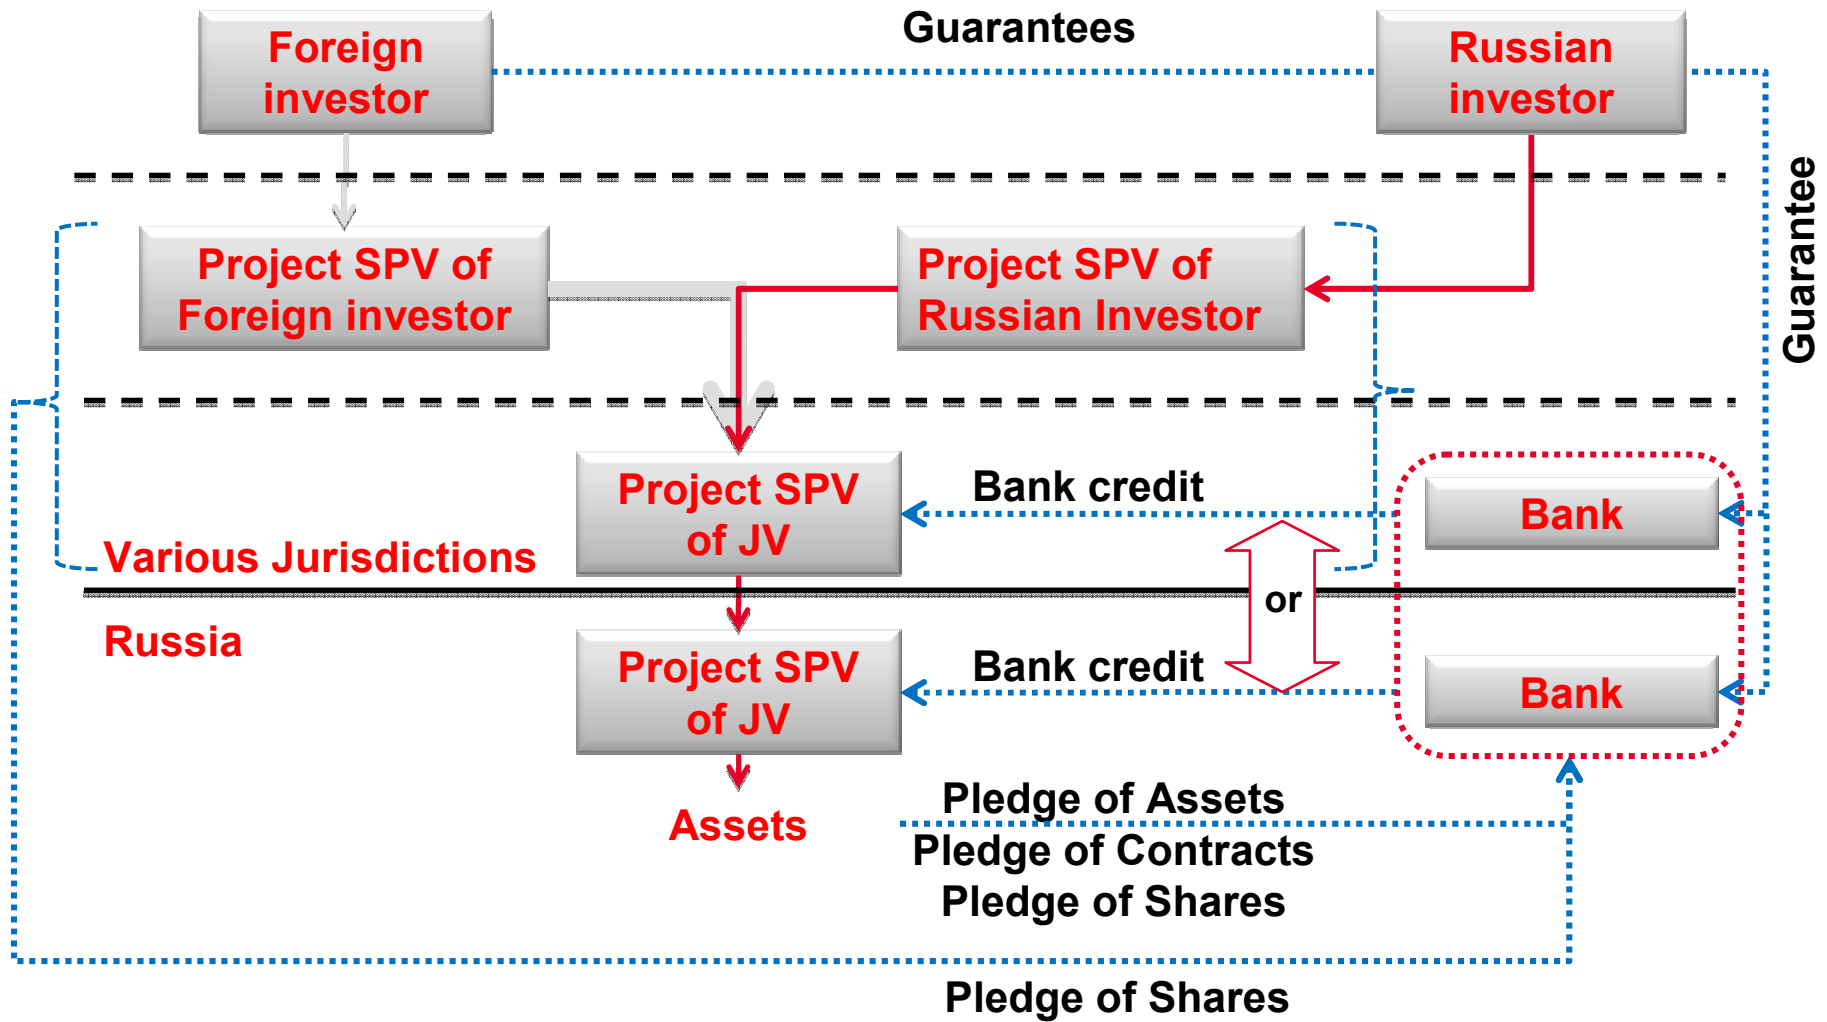 Guarantees
Foreign
investor
Russian
investor
Guarantee
Project SPV of
Foreign investor
Project SPV of
Russian Investor
Project SPV
of JV
Bank credit
Bank
Various Jurisdictions
or
Russia
Project SPV
of JV
Bank credit
Bank
Assets
Pledge of Assets
Pledge of Contracts
Pledge of Shares
Pledge of Shares